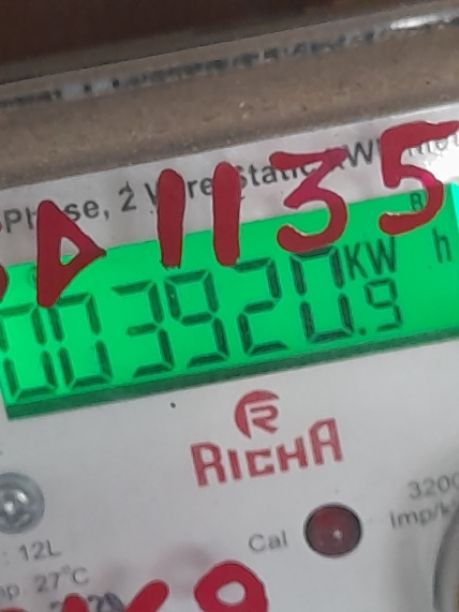 Phase, 2 Wire Static
1135
KW h
003920.9
RICHA
Cal
3200
Imp/k
: 12L
27°C